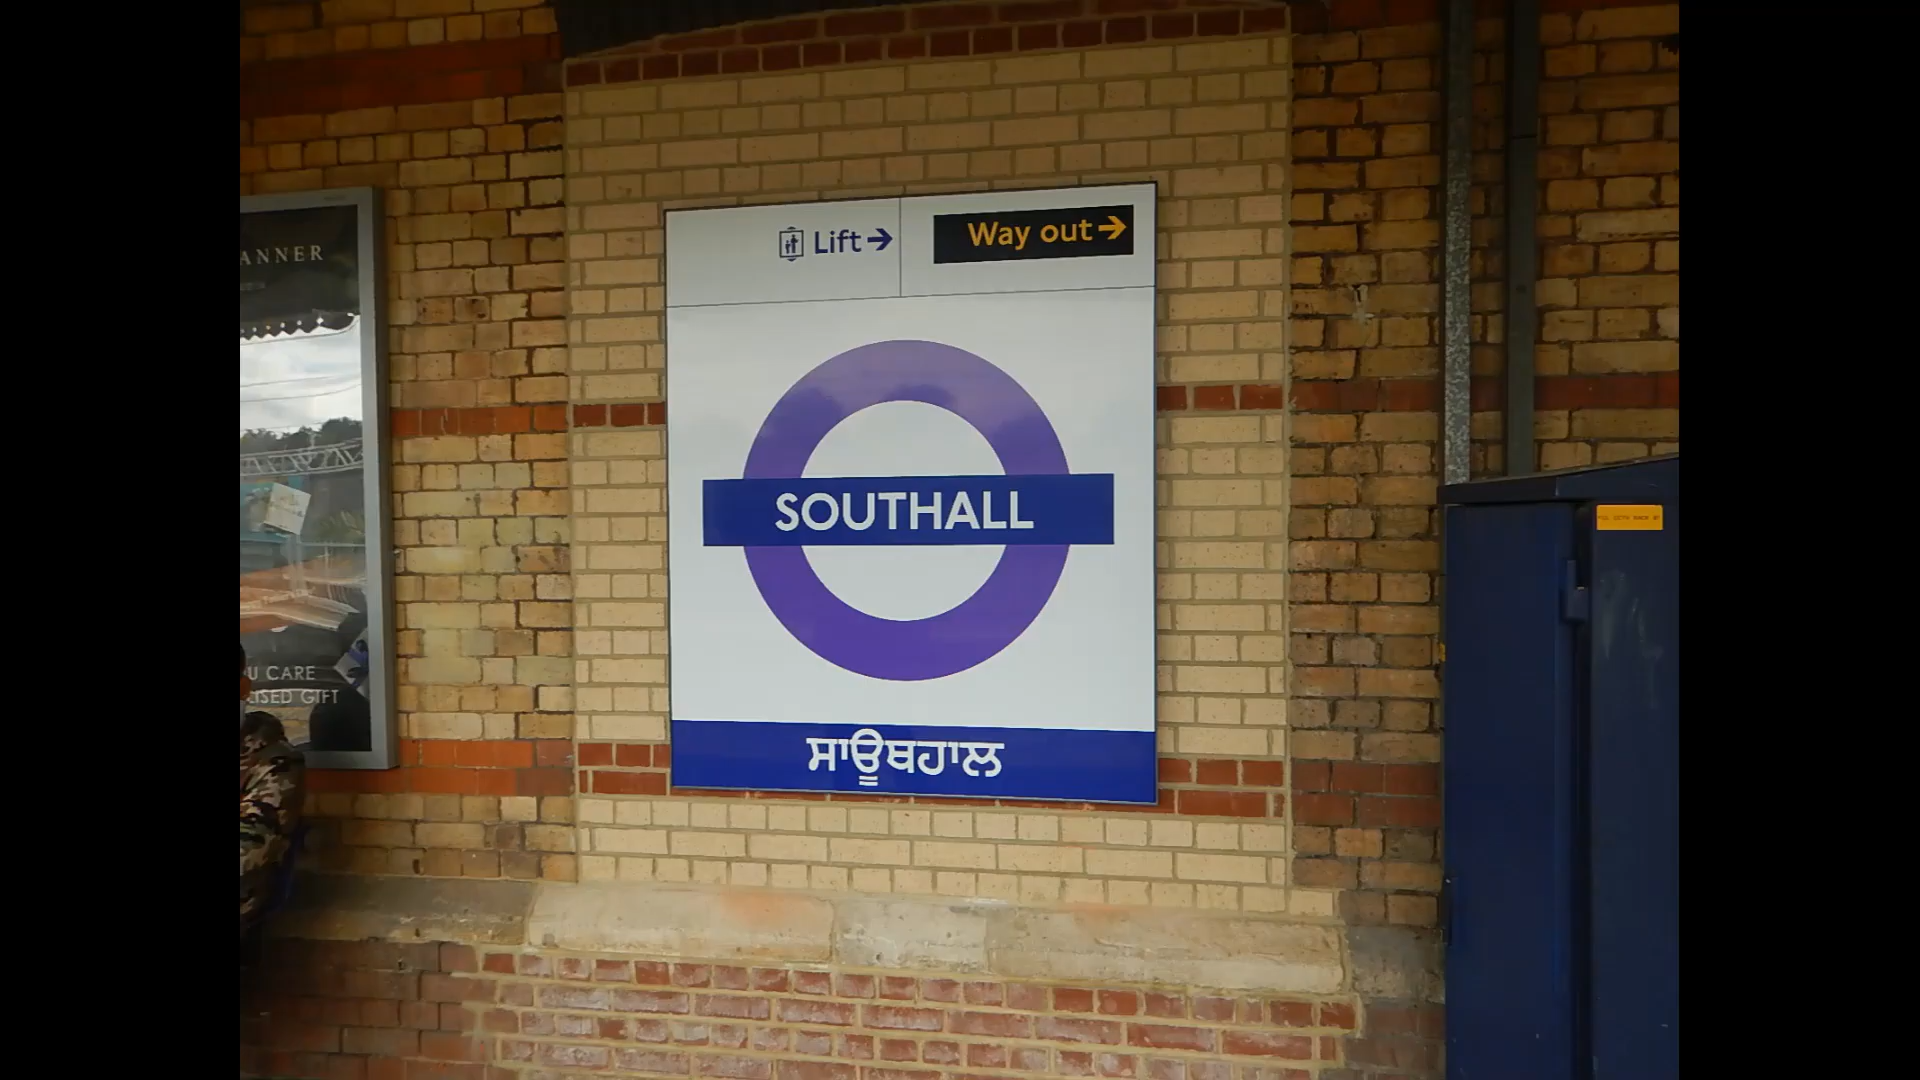 Lift
Way out
SOUTHALL
ਸਾਊਥਹਾਲ
ANNER
U CARE
ISED GIFT